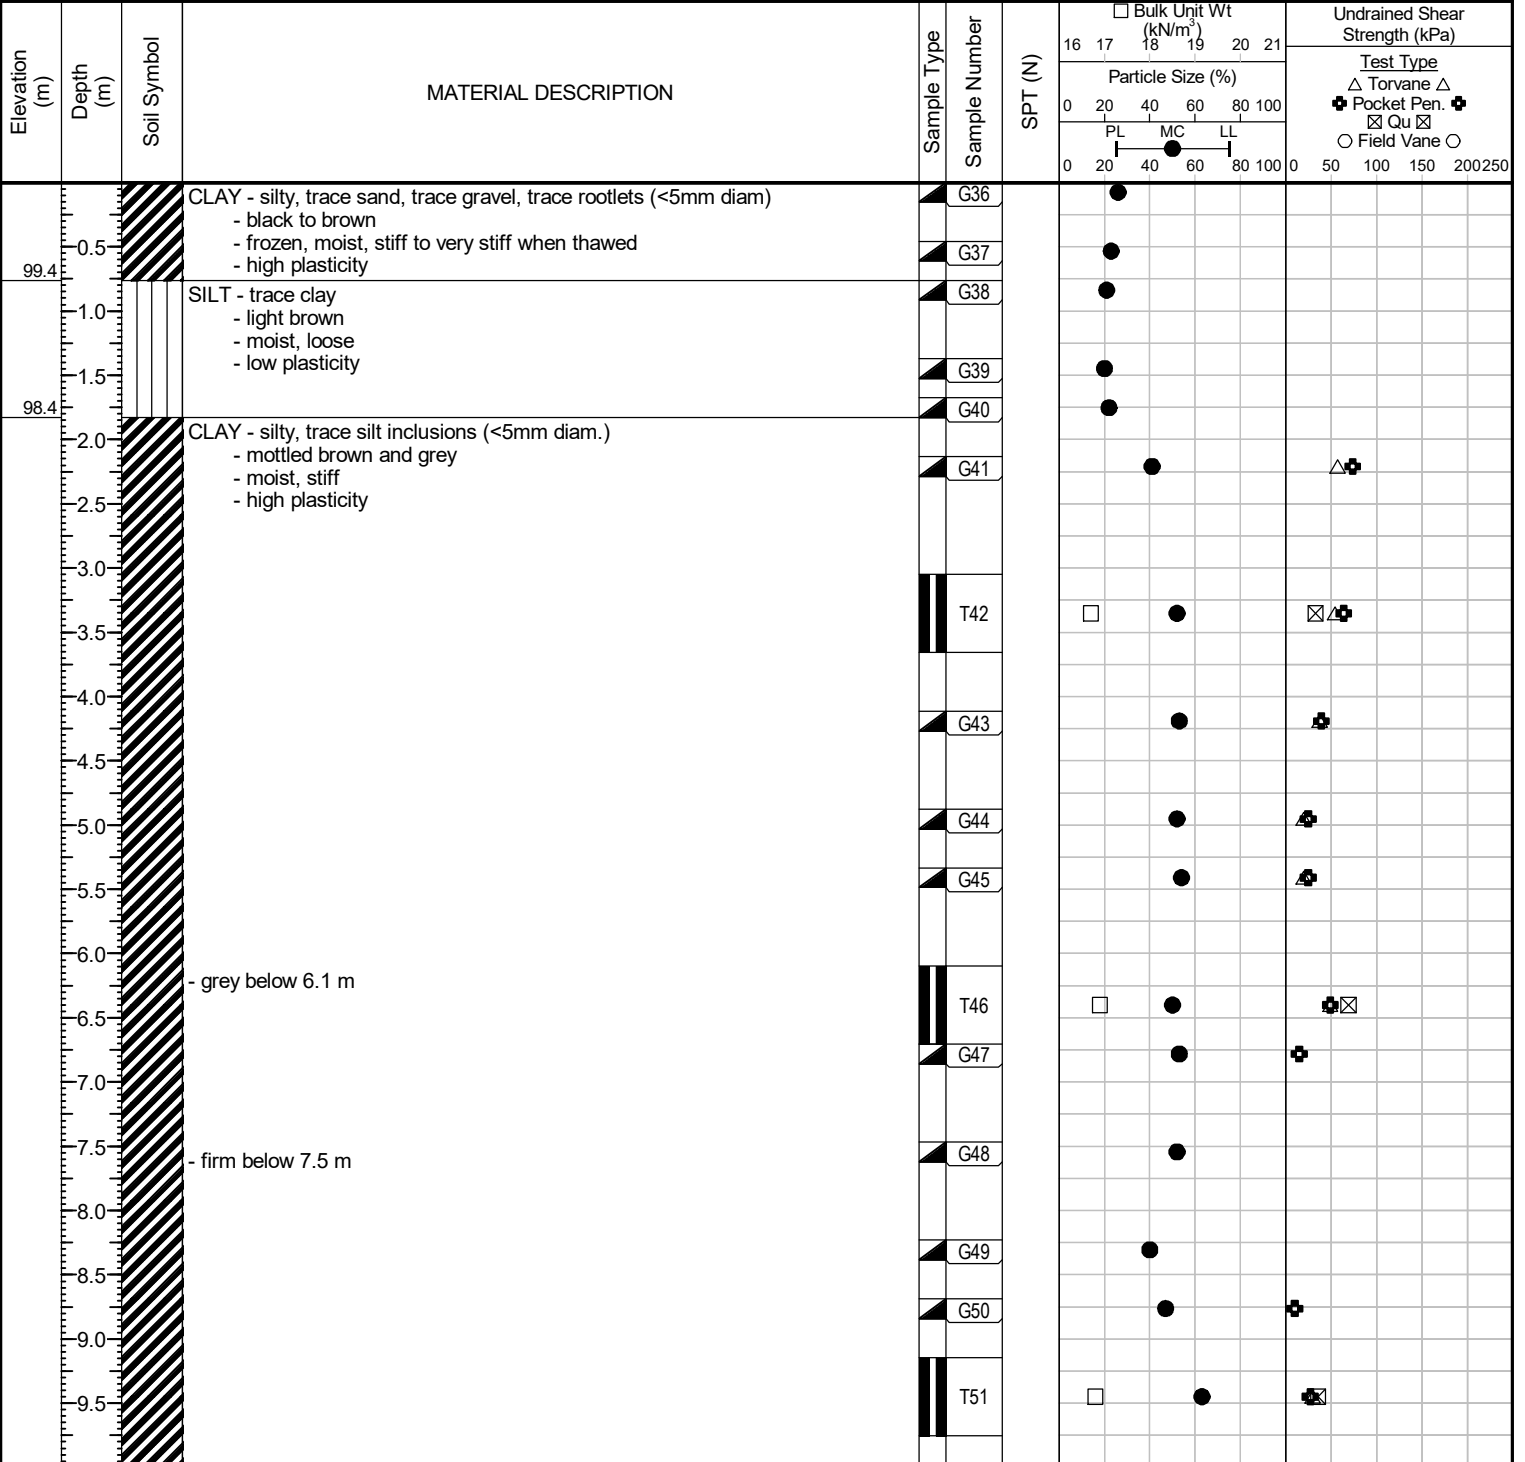 Elevation (m)
Depth (m)
Soil Symbol
MATERIAL DESCRIPTION
Sample Type
Sample Number
SPT (N)
□ Bulk Unit Wt
(kN/m³)
16 17 18 19 20 21
Particle Size (%)
0 20 40 60 80 100
PL MC LL
0 20 40 60 80 100
Undrained Shear
Strength (kPa)
Test Type
△ Torvane △
Pocket Pen.
☒ Qu ☒
○ Field Vane ○
0 50 100 150 200 250
CLAY - silty, trace sand, trace gravel, trace rootlets (<5mm diam)
- black to brown
- frozen, moist, stiff to very stiff when thawed
- high plasticity
G36
0.5
G37
99.4
SILT - trace clay
- light brown
- moist, loose
- low plasticity
G38
1.0
G39
1.5
98.4
G40
CLAY - silty, trace silt inclusions (<5mm diam.)
- mottled brown and grey
- moist, stiff
- high plasticity
2.0
G41
2.5
3.0
T42
3.5
4.0
G43
4.5
G44
5.0
G45
5.5
6.0
- grey below 6.1 m
T46
6.5
G47
7.0
7.5
- firm below 7.5 m
G48
8.0
G49
8.5
G50
9.0
T51
9.5